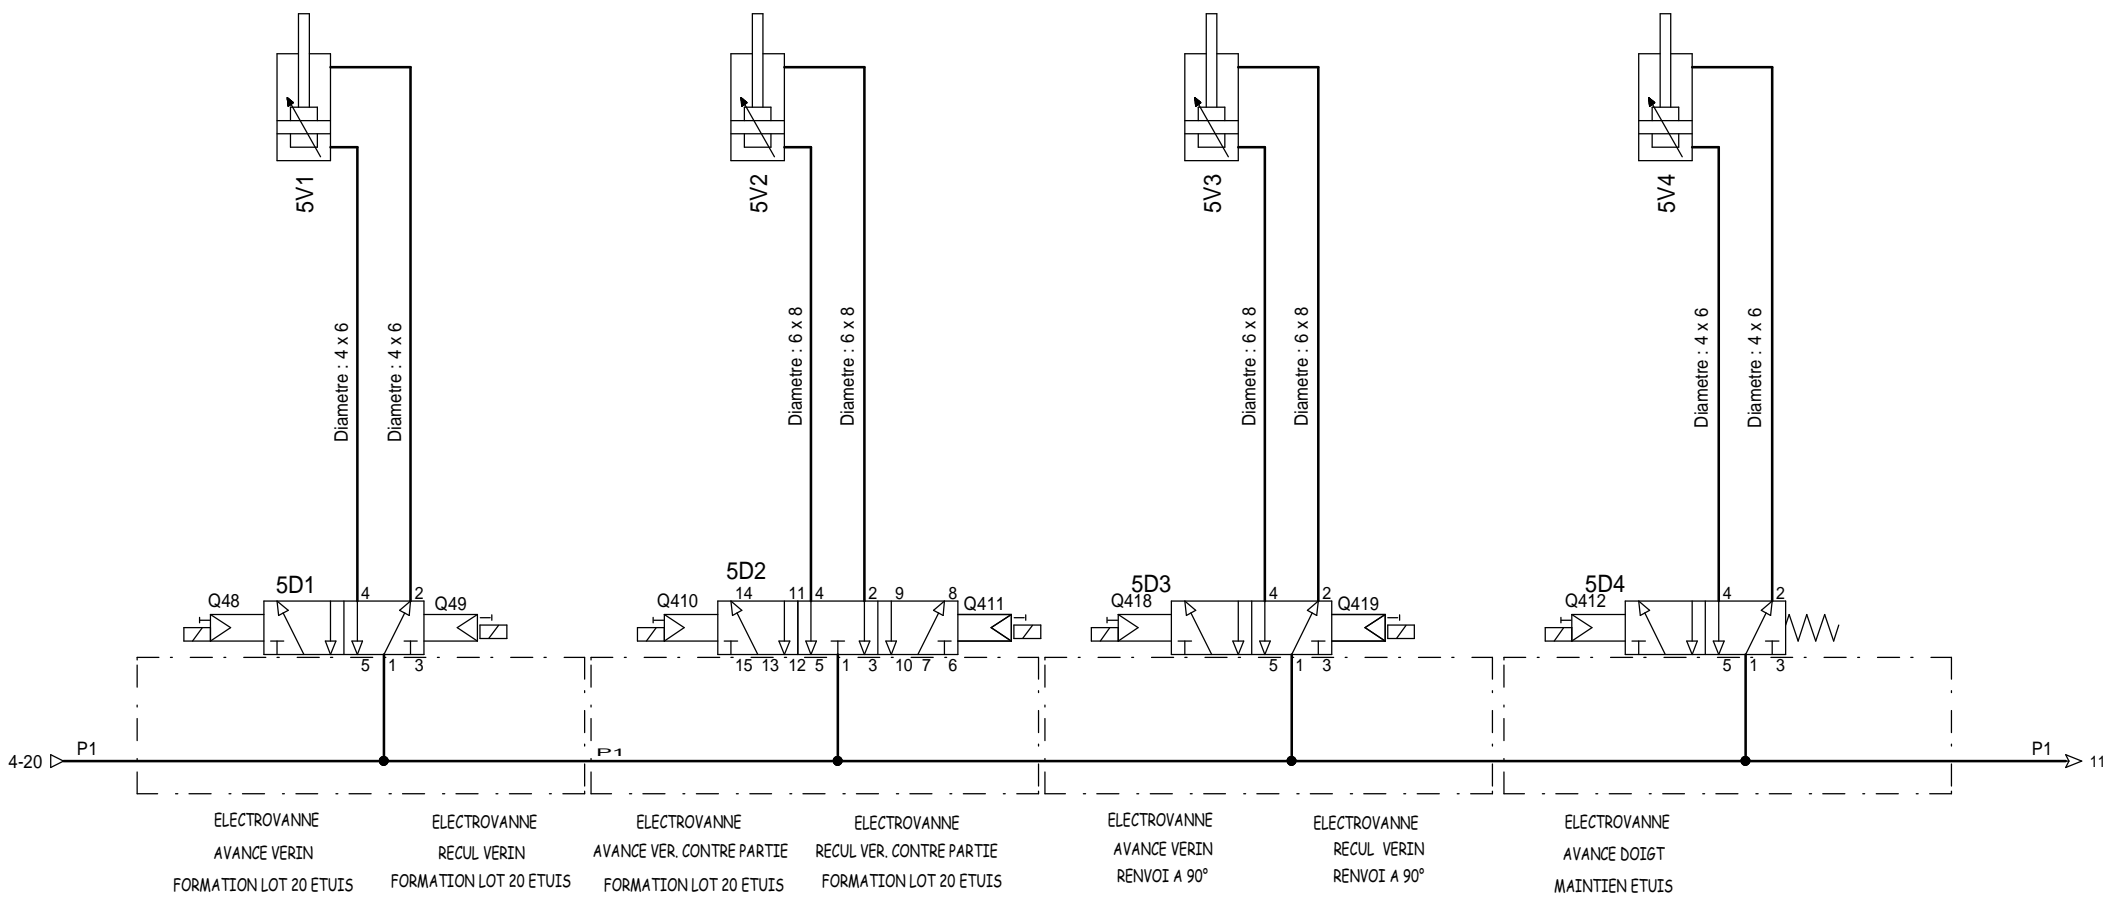 5V1
5V2
5V3
5V4
Diametre : 4 x 6
Diametre : 4 x 6
Diametre : 6 x 8
Diametre : 6 x 8
Diametre : 6 x 8
Diametre : 6 x 8
Diametre : 4 x 6
Diametre : 4 x 6
5D1
5D2
5D3
5D4
Q48
4
2
Q49
Q410
14
11
4
2
9
8
Q411
Q418
4
2
Q419
Q412
4
2
5
1
3
15
13
12
5
1
3
10
7
6
5
1
3
5
1
3
4-20
P1
P1
P1
11
ELECTROVANNE
AVANCE VERIN
FORMATION LOT 20 ETUIS
ELECTROVANNE
RECUL VERIN
FORMATION LOT 20 ETUIS
ELECTROVANNE
AVANCE VER. CONTRE PARTIE
FORMATION LOT 20 ETUIS
ELECTROVANNE
RECUL VER. CONTRE PARTIE
FORMATION LOT 20 ETUIS
ELECTROVANNE
AVANCE VERIN
RENVOI A 90°
ELECTROVANNE
RECUL VERIN
RENVOI A 90°
ELECTROVANNE
AVANCE DOIGT
MAINTIEN ETUIS